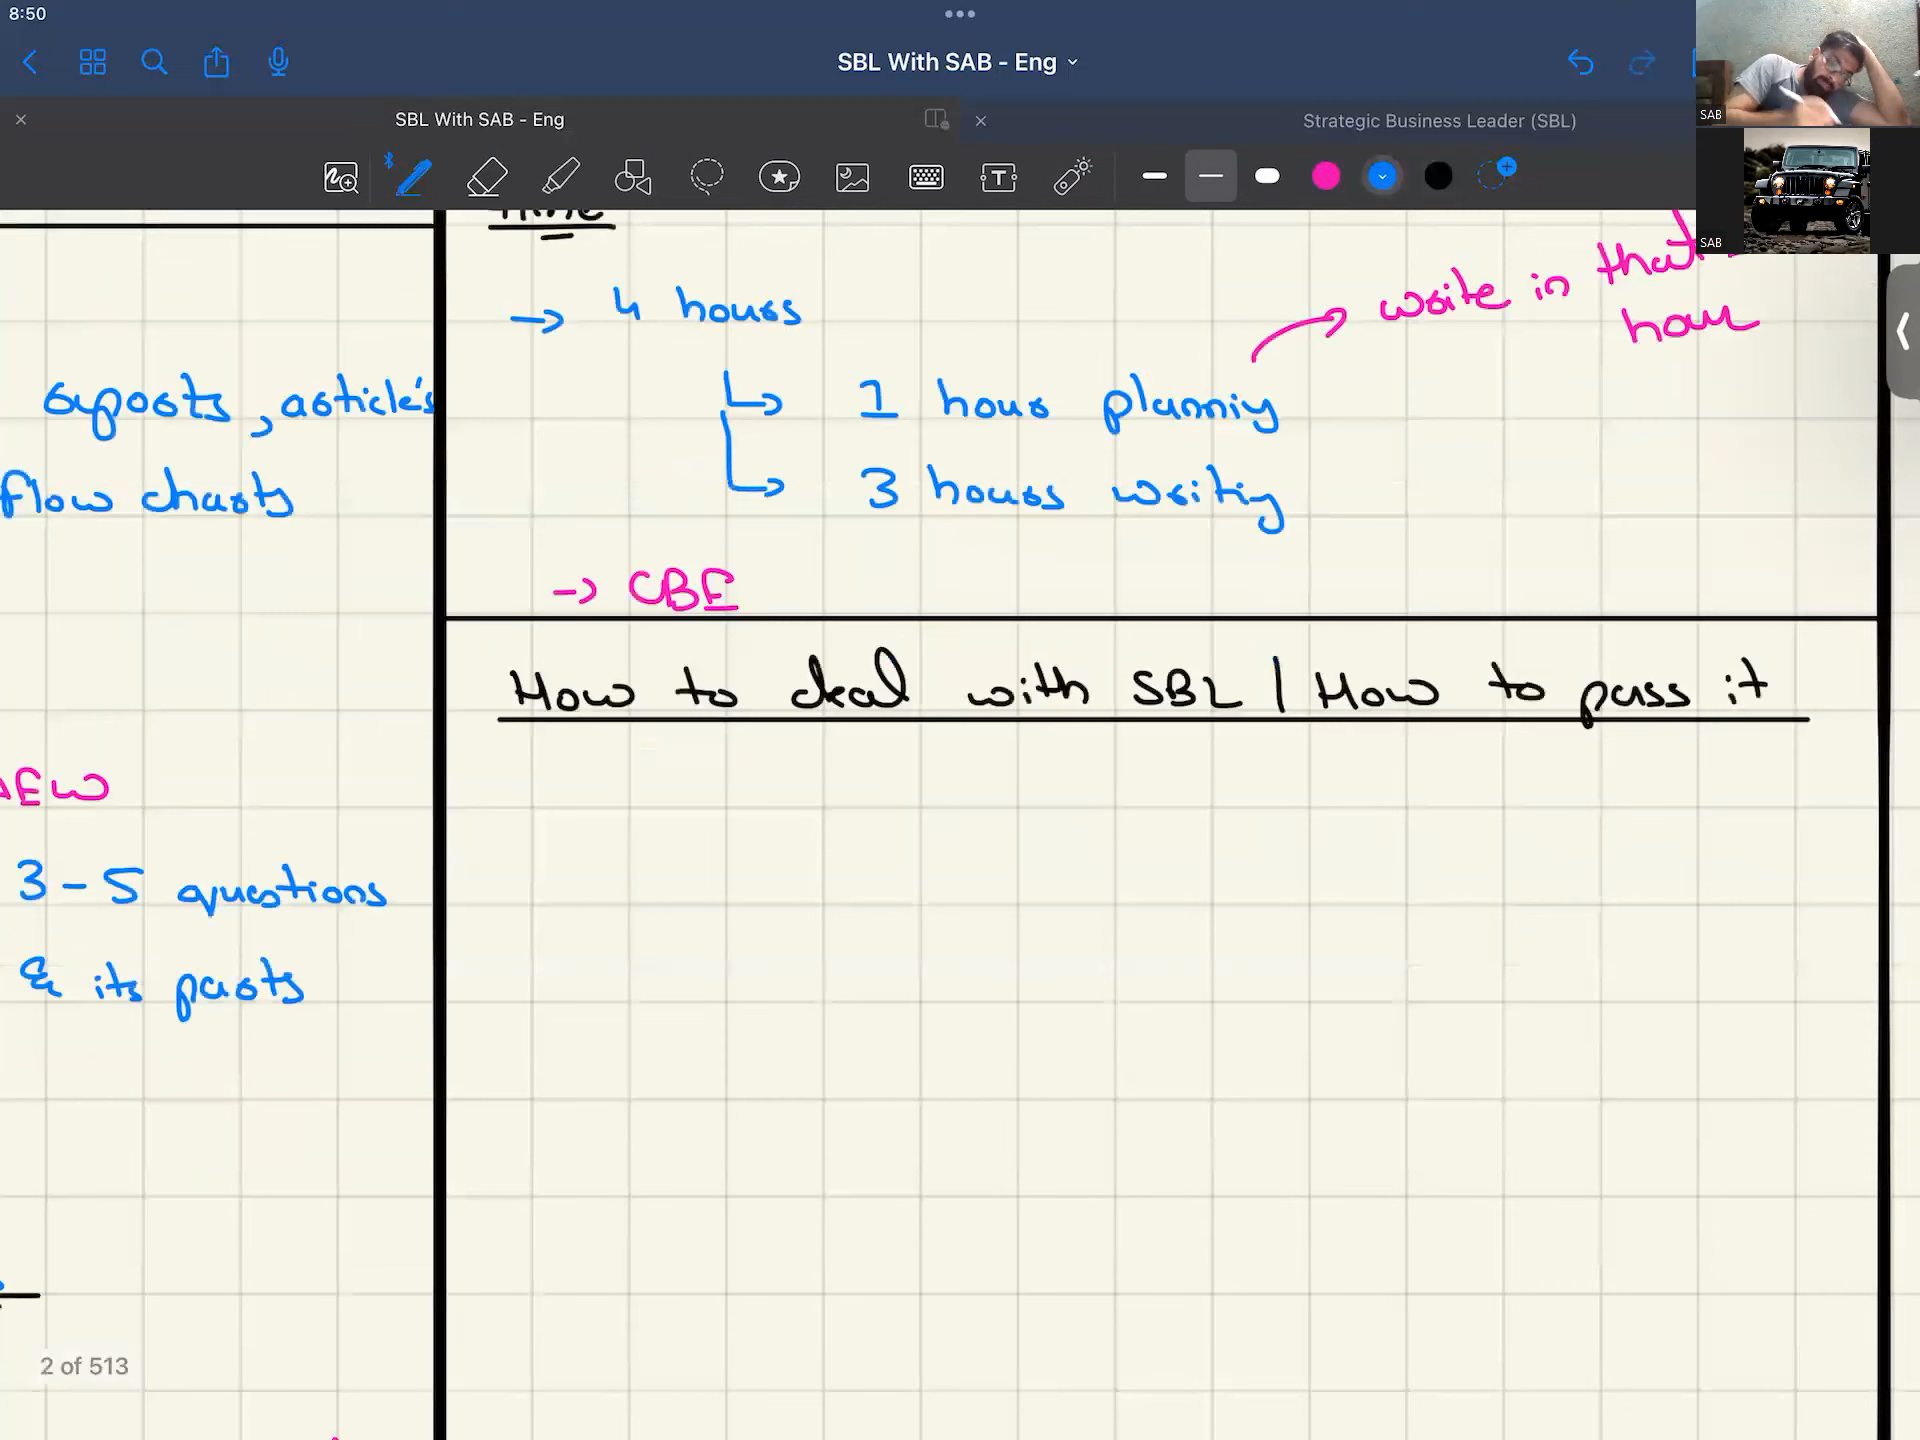 8:50
SBL With SAB - Eng
SBL With SAB - Eng
Strategic Business Leader (SBL)
SAB
SAB
Time
→ 4 hours
→ write in that
hour
↳ 1 hour planning
↳ 3 hours writing
→ CBE
reports, article's
flow charts
3 - 5 questions
& its parts
How to deal with SBL | How to pass it
2 of 513